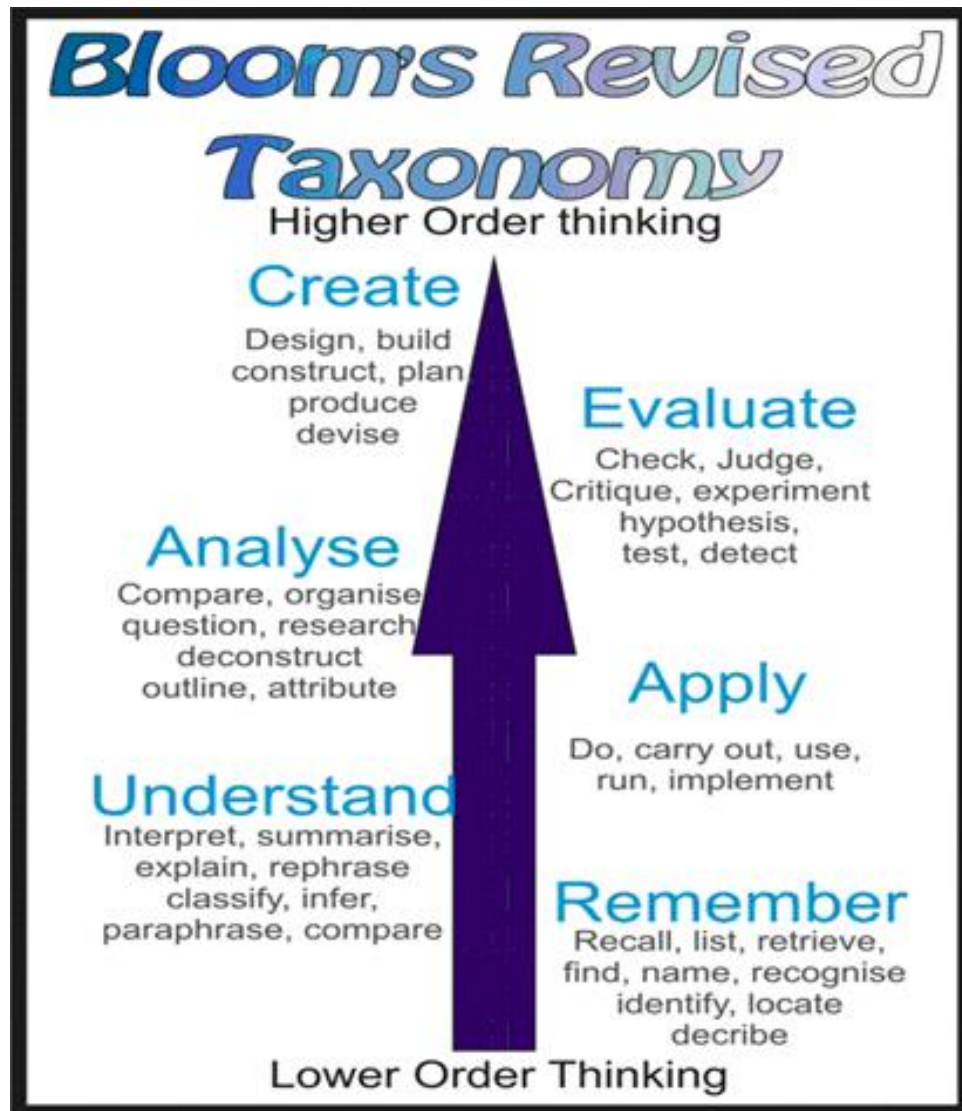 Bloom's Revised
Taxonomy
Higher Order thinking
Create
Design, build
construct, plan
produce
devise
Evaluate
Check, Judge,
Critique, experiment
hypothesis,
test, detect
Analyse
Compare, organise
question, research
deconstruct
outline, attribute
Apply
Do, carry out, use,
run, implement
Understand
Interpret, summarise,
explain, rephrase
classify, infer,
paraphrase, compare
Remember
Recall, list, retrieve,
find, name, recognise
identify, locate
decribe
Lower Order Thinking